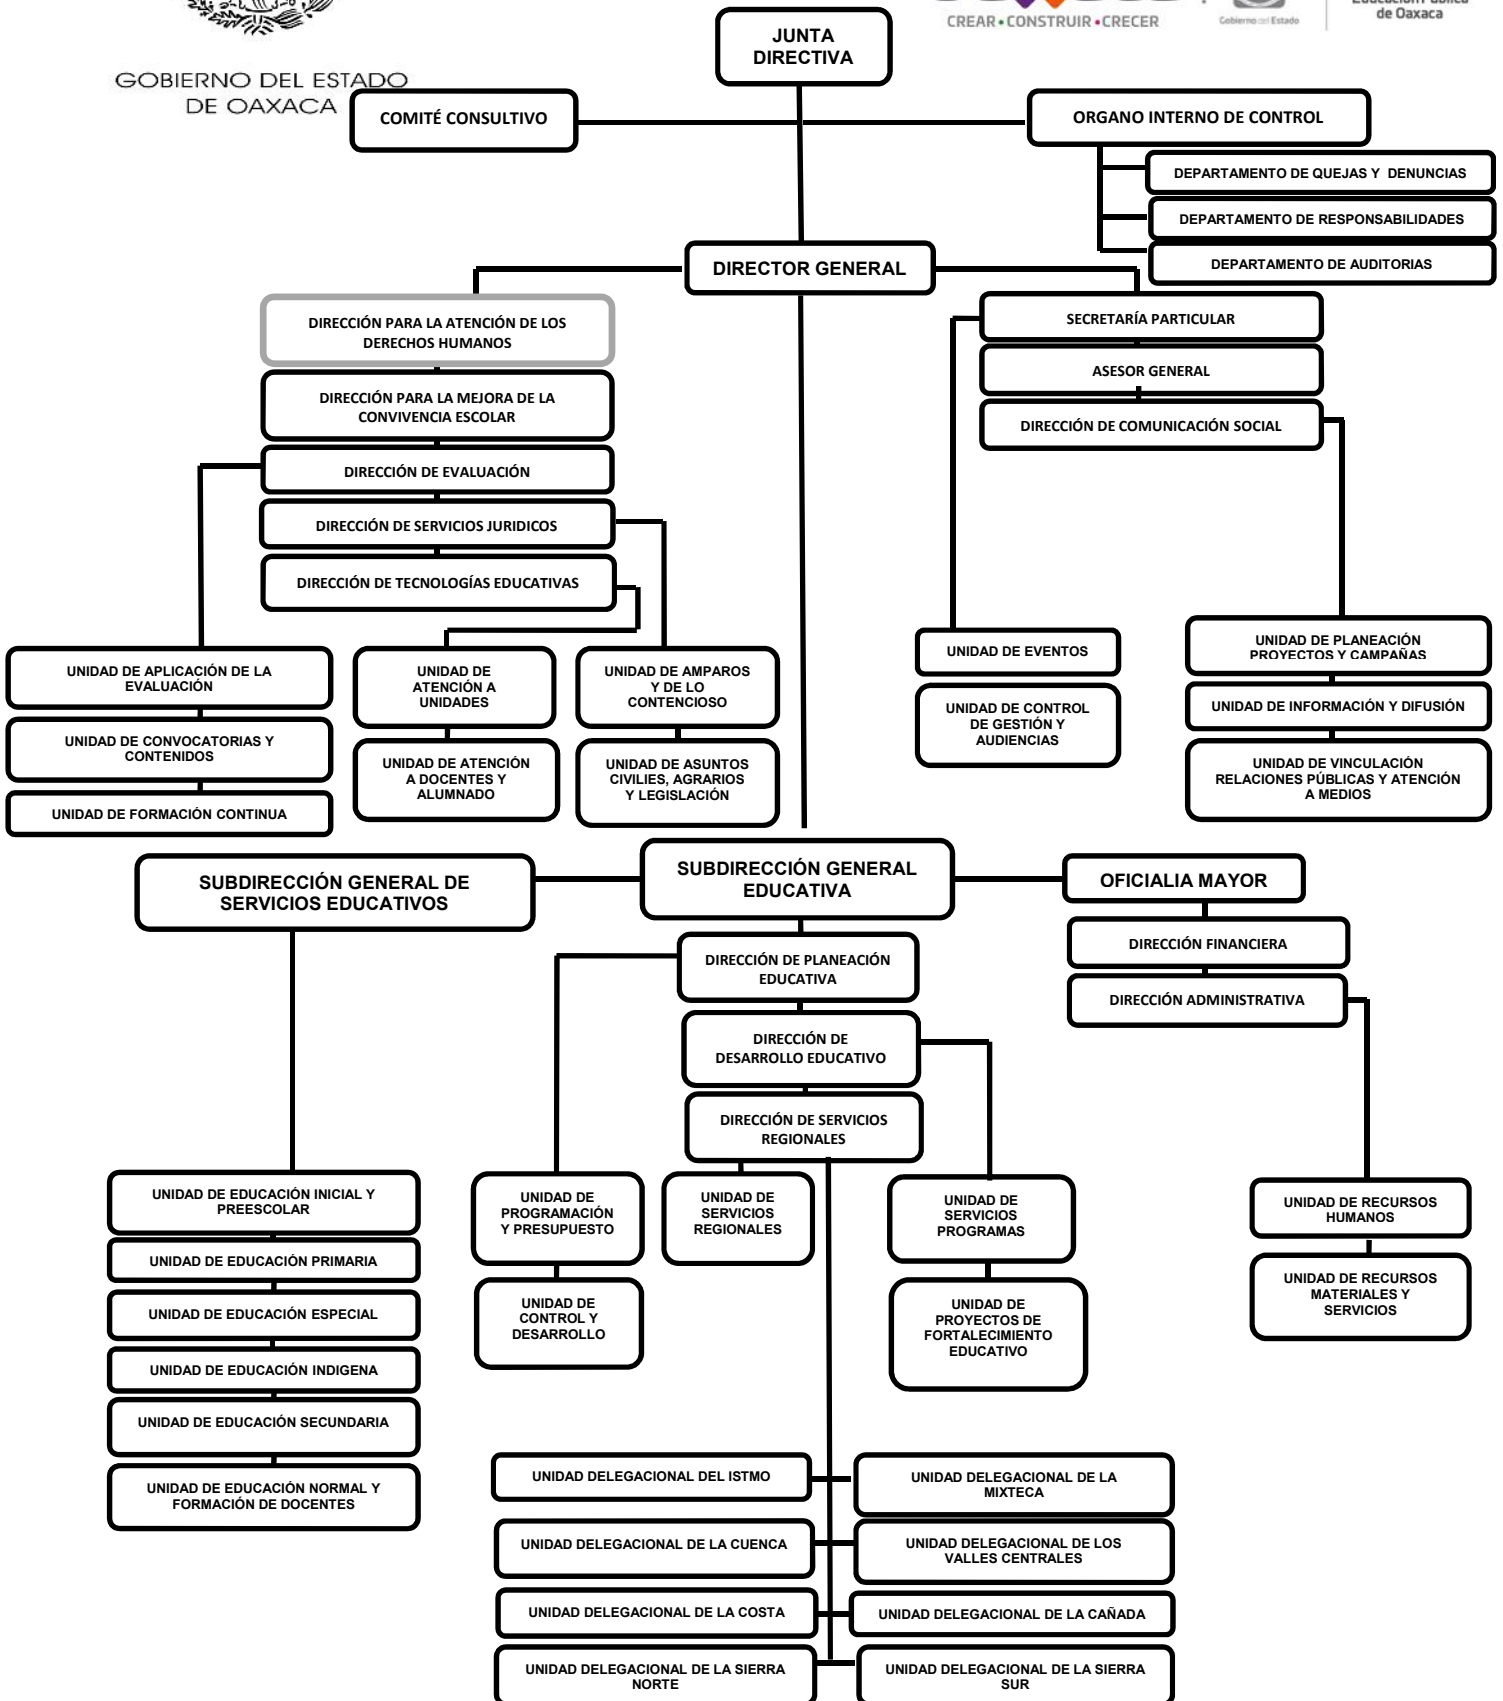 CREAR • CONSTRUIR • CRECER
Gobierno del Estado
Educación Pública
de Oaxaca
GOBIERNO DEL ESTADO
DE OAXACA
JUNTA
DIRECTIVA
COMITÉ CONSULTIVO
ORGANO INTERNO DE CONTROL
DEPARTAMENTO DE QUEJAS Y DENUNCIAS
DEPARTAMENTO DE RESPONSABILIDADES
DEPARTAMENTO DE AUDITORIAS
DIRECTOR GENERAL
DIRECCIÓN PARA LA ATENCIÓN DE LOS
DERECHOS HUMANOS
DIRECCIÓN PARA LA MEJORA DE LA
CONVIVENCIA ESCOLAR
DIRECCIÓN DE EVALUACIÓN
DIRECCIÓN DE SERVICIOS JURIDICOS
DIRECCIÓN DE TECNOLOGÍAS EDUCATIVAS
SECRETARÍA PARTICULAR
ASESOR GENERAL
DIRECCIÓN DE COMUNICACIÓN SOCIAL
UNIDAD DE APLICACIÓN DE LA
EVALUACIÓN
UNIDAD DE CONVOCATORIAS Y
CONTENIDOS
UNIDAD DE FORMACIÓN CONTINUA
UNIDAD DE
ATENCIÓN A
UNIDADES
UNIDAD DE ATENCIÓN
A DOCENTES Y
ALUMNADO
UNIDAD DE AMPAROS
Y DE LO
CONTENCIOSO
UNIDAD DE ASUNTOS
CIVILIES, AGRARIOS
Y LEGISLACIÓN
UNIDAD DE EVENTOS
UNIDAD DE CONTROL
DE GESTIÓN Y
AUDIENCIAS
UNIDAD DE PLANEACIÓN
PROYECTOS Y CAMPAÑAS
UNIDAD DE INFORMACIÓN Y DIFUSIÓN
UNIDAD DE VINCULACIÓN
RELACIONES PÚBLICAS Y ATENCIÓN
A MEDIOS
SUBDIRECCIÓN GENERAL DE
SERVICIOS EDUCATIVOS
SUBDIRECCIÓN GENERAL
EDUCATIVA
OFICIALIA MAYOR
DIRECCIÓN FINANCIERA
DIRECCIÓN ADMINISTRATIVA
DIRECCIÓN DE PLANEACIÓN
EDUCATIVA
DIRECCIÓN DE
DESARROLLO EDUCATIVO
DIRECCIÓN DE SERVICIOS
REGIONALES
UNIDAD DE EDUCACIÓN INICIAL Y
PREESCOLAR
UNIDAD DE EDUCACIÓN PRIMARIA
UNIDAD DE EDUCACIÓN ESPECIAL
UNIDAD DE EDUCACIÓN INDIGENA
UNIDAD DE EDUCACIÓN SECUNDARIA
UNIDAD DE EDUCACIÓN NORMAL Y
FORMACIÓN DE DOCENTES
UNIDAD DE
PROGRAMACIÓN
Y PRESUPUESTO
UNIDAD DE
CONTROL Y
DESARROLLO
UNIDAD DE
SERVICIOS
REGIONALES
UNIDAD DE
SERVICIOS
PROGRAMAS
UNIDAD DE
PROYECTOS DE
FORTALECIMIENTO
EDUCATIVO
UNIDAD DE RECURSOS
HUMANOS
UNIDAD DE RECURSOS
MATERIALES Y
SERVICIOS
UNIDAD DELEGACIONAL DEL ISTMO
UNIDAD DELEGACIONAL DE LA
MIXTECA
UNIDAD DELEGACIONAL DE LA CUENCA
UNIDAD DELEGACIONAL DE LOS
VALLES CENTRALES
UNIDAD DELEGACIONAL DE LA COSTA
UNIDAD DELEGACIONAL DE LA CAÑADA
UNIDAD DELEGACIONAL DE LA SIERRA
NORTE
UNIDAD DELEGACIONAL DE LA SIERRA
SUR